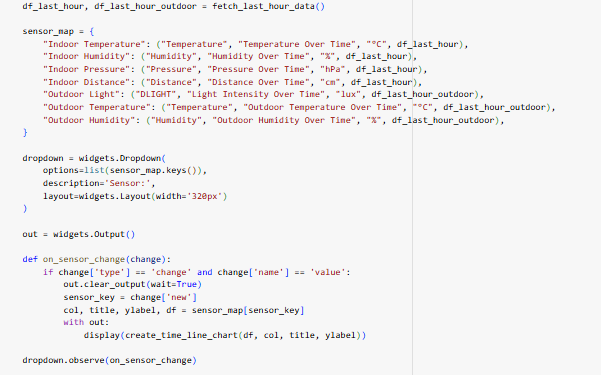 df_last_hour, df_last_hour_outdoor = fetch_last_hour_data()
sensor_map = {
    "Indoor Temperature": ("Temperature", "Temperature Over Time", "°C", df_last_hour),
    "Indoor Humidity": ("Humidity", "Humidity Over Time", "%", df_last_hour),
    "Indoor Pressure": ("Pressure", "Pressure Over Time", "hPa", df_last_hour),
    "Indoor Distance": ("Distance", "Distance Over Time", "cm", df_last_hour),
    "Outdoor Light": ("DLIGHT", "Light Intensity Over Time", "lux", df_last_hour_outdoor),
    "Outdoor Temperature": ("Temperature", "Outdoor Temperature Over Time", "°C", df_last_hour_outdoor),
    "Outdoor Humidity": ("Humidity", "Outdoor Humidity Over Time", "%", df_last_hour_outdoor),
}
dropdown = widgets.Dropdown(
    options=list(sensor_map.keys()),
    description='Sensor:',
    layout=widgets.Layout(width='320px')
)
out = widgets.Output()
def on_sensor_change(change):
    if change['type'] == 'change' and change['name'] == 'value':
        out.clear_output(wait=True)
        sensor_key = change['new']
        col, title, ylabel, df = sensor_map[sensor_key]
        with out:
            display(create_time_line_chart(df, col, title, ylabel))
dropdown.observe(on_sensor_change)